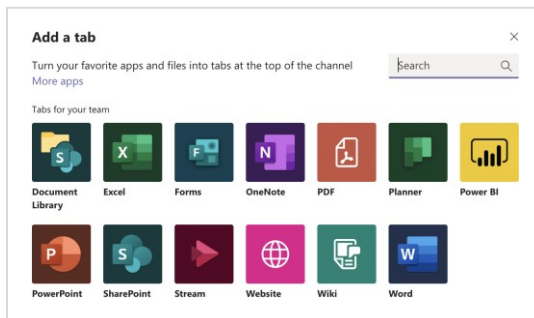 Add a tab
Turn your favorite apps and files into tabs at the top of the channel
Search
More apps
Tabs for your team
Document Library
Excel
Forms
OneNote
PDF
Planner
Power BI
PowerPoint
SharePoint
Stream
Website
Wiki
Word